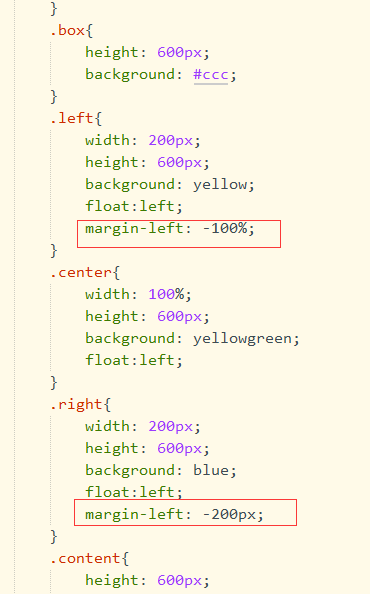 }
.box{
height: 600px;
background: #ccc;
}
.left{
width: 200px;
height: 600px;
background: yellow;
float:left;
margin-left: -100%;
}
.center{
width: 100%;
height: 600px;
background: yellowgreen;
float:left;
}
.right{
width: 200px;
height: 600px;
background: blue;
float:left;
margin-left: -200px;
}
.content{
height: 600px;